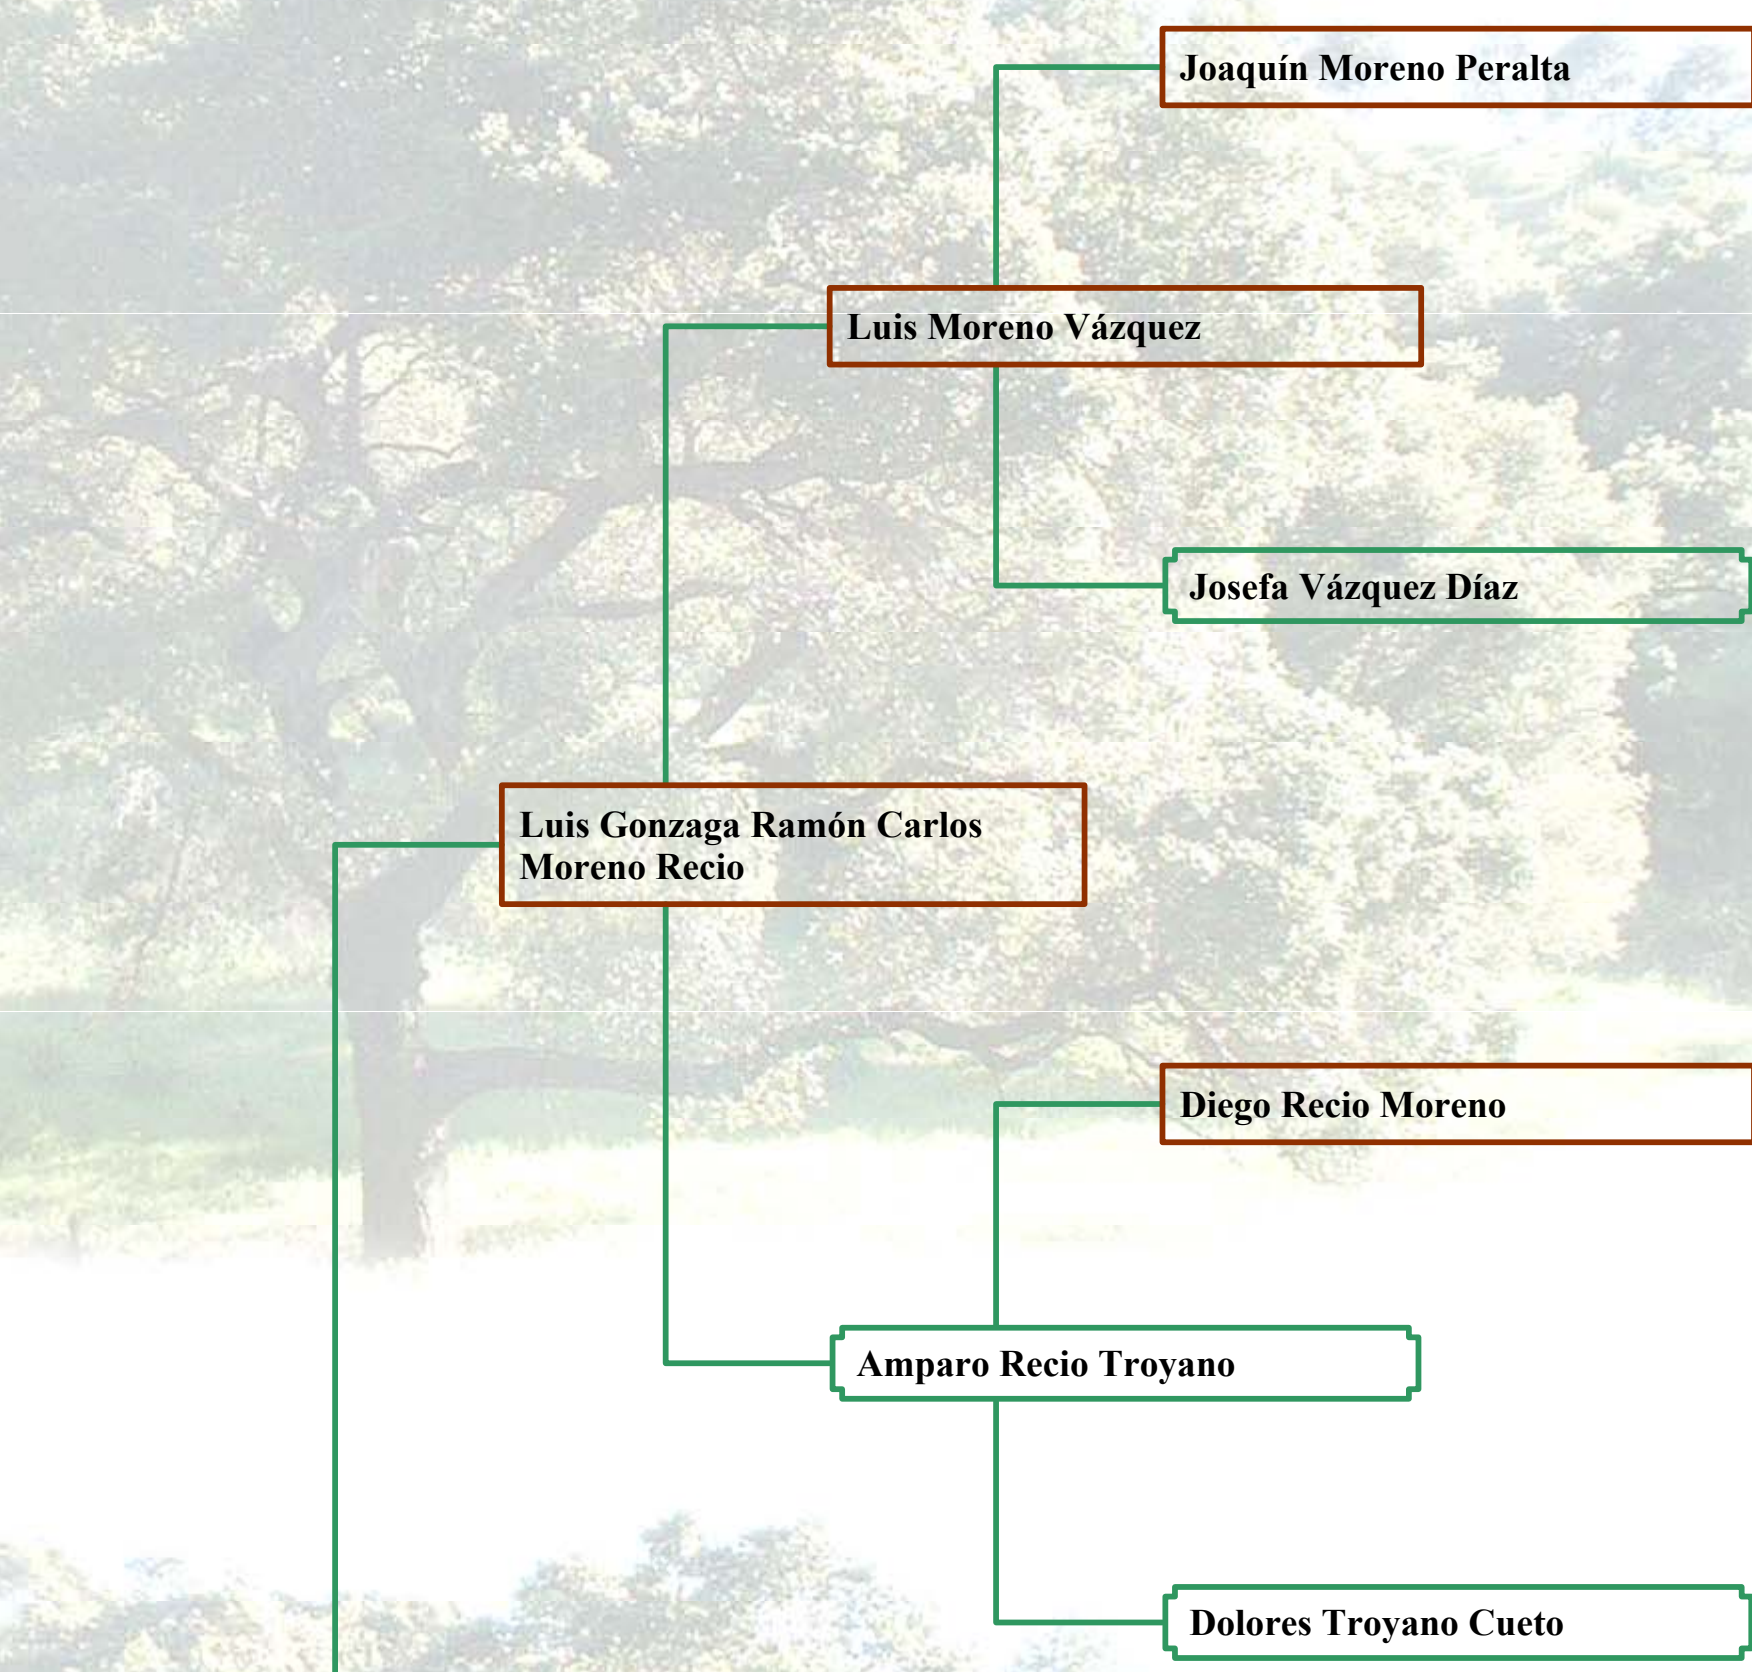 Joaquín Moreno Peralta
Luis Moreno Vázquez
Josefa Vázquez Díaz
Luis Gonzaga Ramón Carlos
Moreno Recio
Diego Recio Moreno
Amparo Recio Troyano
Dolores Troyano Cueto